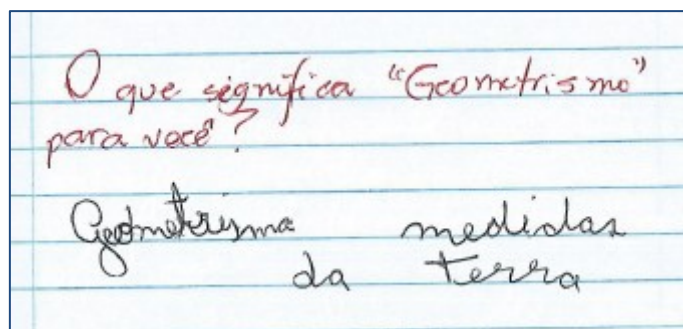 O que significa "Geometrismo"
para você?
Geometrisma medidas
da terra